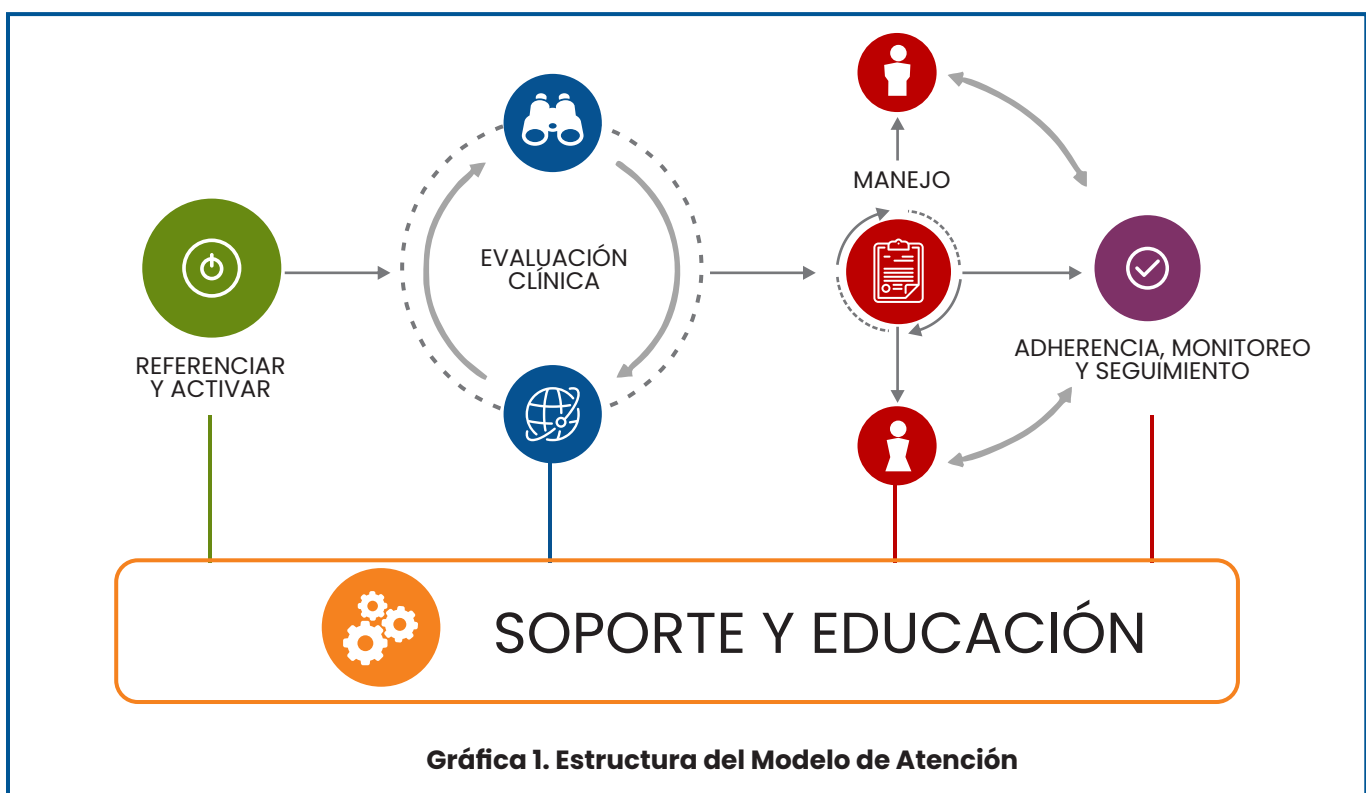 REFERENCIAR
Y ACTIVAR
EVALUACIÓN
CLÍNICA
MANEJO
ADHERENCIA, MONITOREO
Y SEGUIMIENTO
SOPORTE Y EDUCACIÓN
Gráfica 1. Estructura del Modelo de Atención